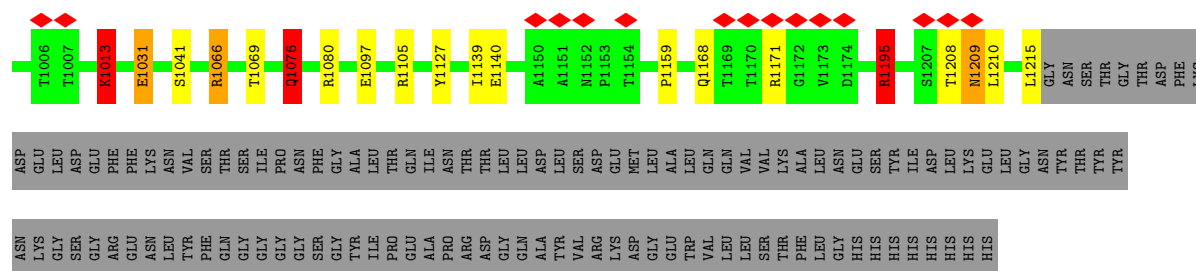 T1006 T1007 K1013 E1031 S1041 R1066 T1069 Q1076 R1080 E1097 R1105 Y1127 I1139 E1140 A1150 A1151 N1152 P1153 T1154 P1159 Q1168 T1169 T1170 R1171 G1172 V1173 D1174 R1195 S1207 T1208 N1209 L1210 L1215 GLY ASN SER THR GLY THR ASP PHE
ASP GLU LEU ASP GLU PHE PHE LYS ASN VAL SER THR SER ILE PRO ASN PHE GLY ALA LEU THR GLN ILE ASN THR THR LEU LEU ASP LEU SER ASP GLU MET LEU ALA LEU GLN GLN VAL VAL LYS ALA LEU ASN GLU SER TYR ILE ASP LEU LYS GLU LEU GLY ASN TYR THR TYR TYR
ASN LYS GLY SER GLY ARG GLU ASN LEU TYR PHE GLN GLY GLY GLY GLY SER GLY TYR ILE PRO GLU ALA PRO ARG ASP GLY GLN ALA TYR VAL ARG LYS ASP GLY GLU TRP VAL LEU LEU SER THR PHE LEU GLY HIS HIS HIS HIS HIS HIS HIS HIS